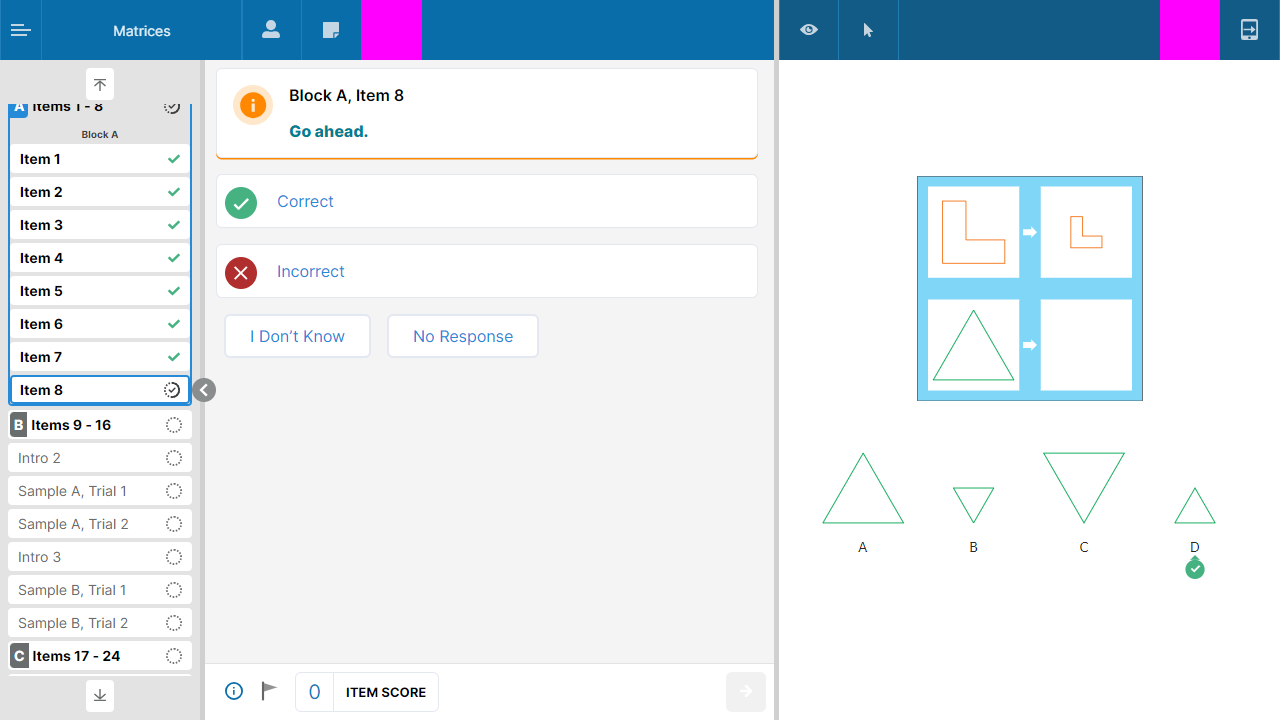 Matrices
A Items 1 - 8
Block A
Item 1
Item 2
Item 3
Item 4
Item 5
Item 6
Item 7
Item 8
B Items 9 - 16
Intro 2
Sample A, Trial 1
Sample A, Trial 2
Intro 3
Sample B, Trial 1
Sample B, Trial 2
C Items 17 - 24
Block A, Item 8
Go ahead.
Correct
Incorrect
I Don’t Know
No Response
0 ITEM SCORE
A B C D